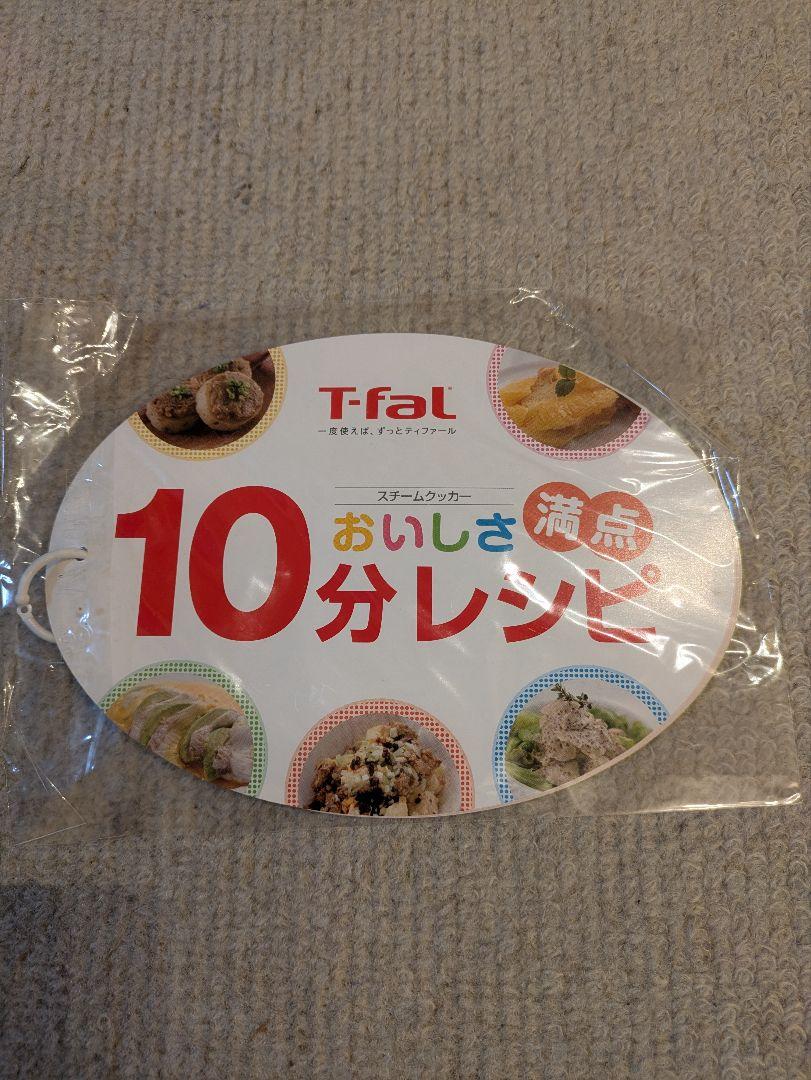 T-faL
一度使えば、ずっとティファール
スチームクッカー
おいしさ満点
10分レシピ